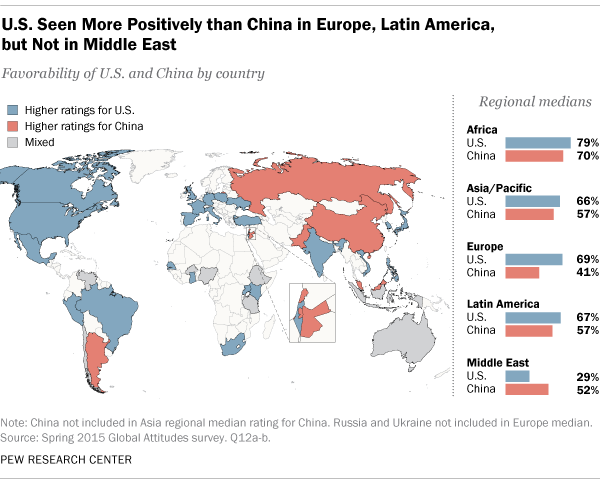 U.S. Seen More Positively than China in Europe, Latin America,
but Not in Middle East
Favorability of U.S. and China by country
Higher ratings for U.S.
Higher ratings for China
Mixed
Regional medians
Africa
U.S. 79%
China 70%
Asia/Pacific
U.S. 66%
China 57%
Europe
U.S. 69%
China 41%
Latin America
U.S. 67%
China 57%
Middle East
U.S. 29%
China 52%
Note: China not included in Asia regional median rating for China. Russia and Ukraine not included in Europe median.
Source: Spring 2015 Global Attitudes survey. Q12a-b.
PEW RESEARCH CENTER